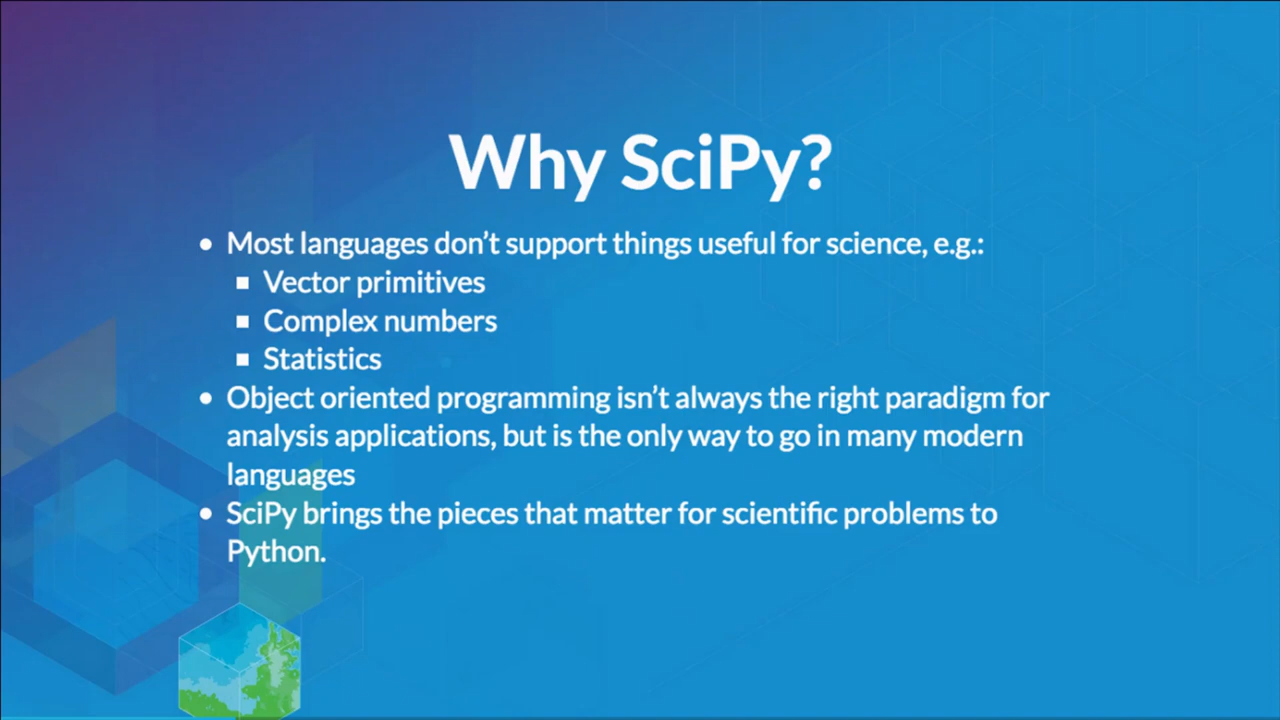 Why SciPy?
• Most languages don’t support things useful for science, e.g.:
▪ Vector primitives
▪ Complex numbers
▪ Statistics
• Object oriented programming isn’t always the right paradigm for
analysis applications, but is the only way to go in many modern
languages
• SciPy brings the pieces that matter for scientific problems to
Python.